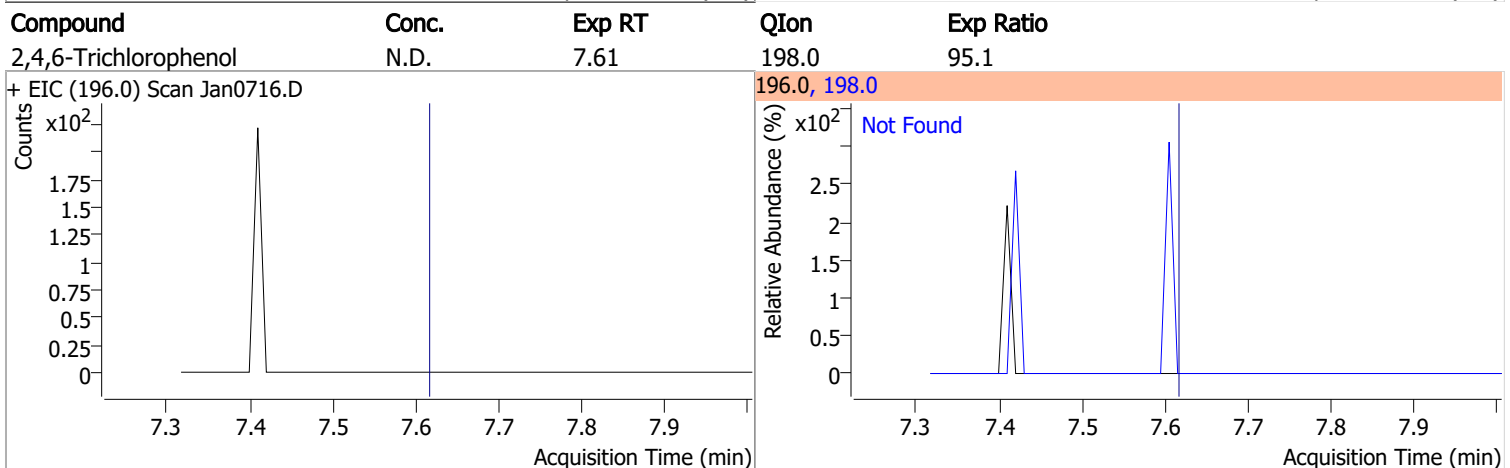 Compound Conc. Exp RT QIon Exp Ratio
2,4,6-Trichlorophenol N.D. 7.61 198.0 95.1
+ EIC (196.0) Scan Jan0716.D
Counts
x10²
1.75
1.5
1.25
1
0.75
0.5
0.25
0
7.3 7.4 7.5 7.6 7.7 7.8 7.9
Acquisition Time (min)
196.0, 198.0
Relative Abundance (%)
x10²
Not Found
2.5
2
1.5
1
0.5
0
7.3 7.4 7.5 7.6 7.7 7.8 7.9
Acquisition Time (min)